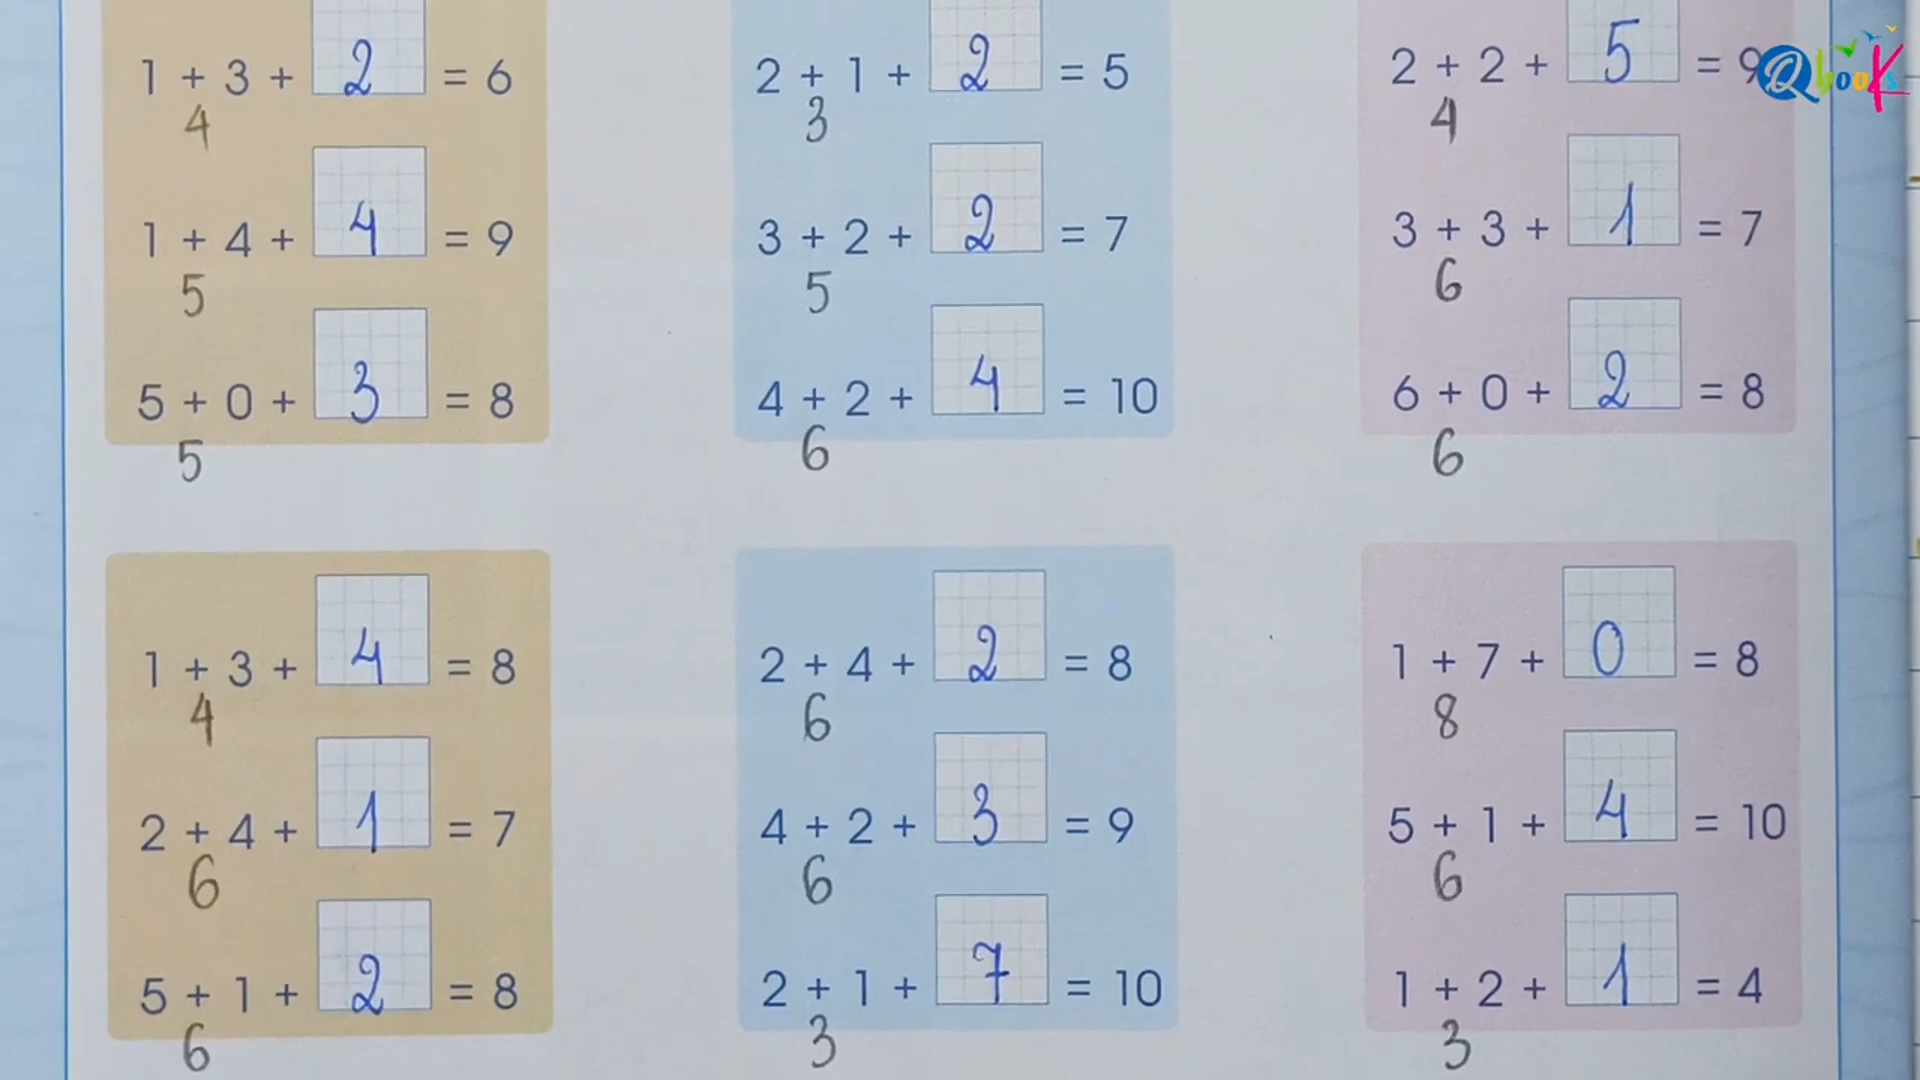 1 + 3 + 2 = 6
4
1 + 4 + 4 = 9
5
5 + 0 + 3 = 8
5
2 + 1 + 2 = 5
3
3 + 2 + 2 = 7
5
4 + 2 + 4 = 10
6
2 + 2 + 5 = 9
4
3 + 3 + 1 = 7
6
6 + 0 + 2 = 8
6
1 + 3 + 4 = 8
4
2 + 4 + 1 = 7
6
5 + 1 + 2 = 8
6
2 + 4 + 2 = 8
6
4 + 2 + 3 = 9
6
2 + 1 + 7 = 10
3
1 + 7 + 0 = 8
8
5 + 1 + 4 = 10
6
1 + 2 + 1 = 4
3
Qbooks